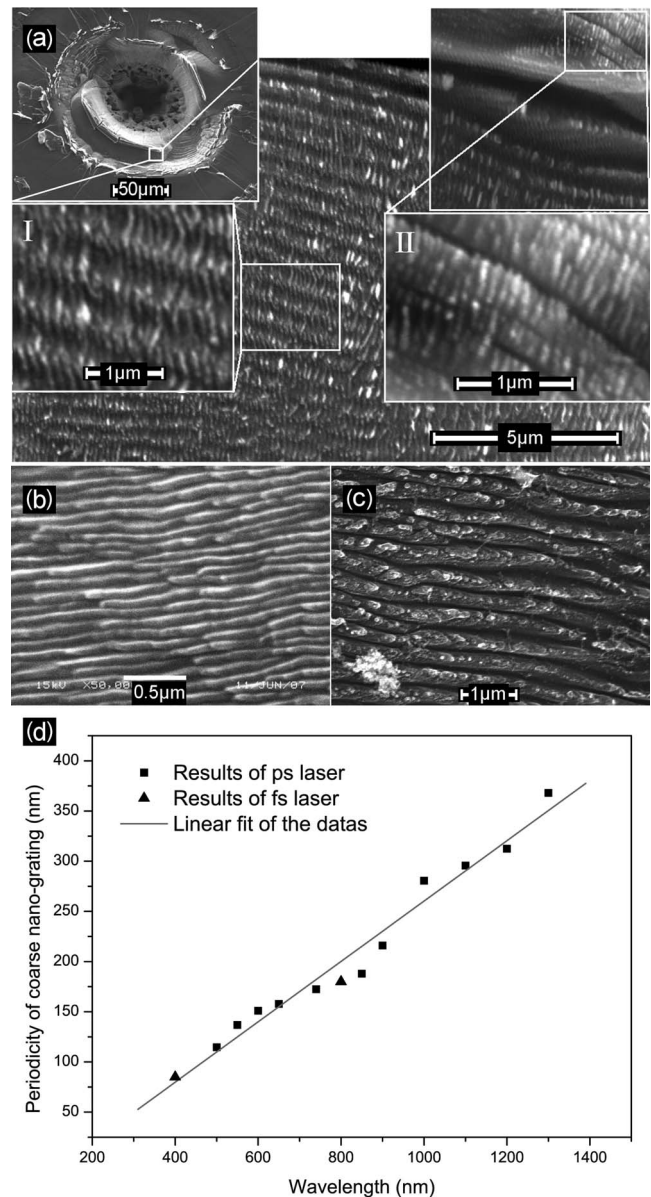 (a)
50μm
I
1μm
II
1μm
5μm
(b)
15kV X50,00
0.5μm
11/JUN/07
(c)
1μm
(d)
Periodicity of coarse nano-grating (nm)
400
350
300
250
200
150
100
50
Results of ps laser
Results of fs laser
Linear fit of the datas
200 400 600 800 1000 1200 1400
Wavelength (nm)